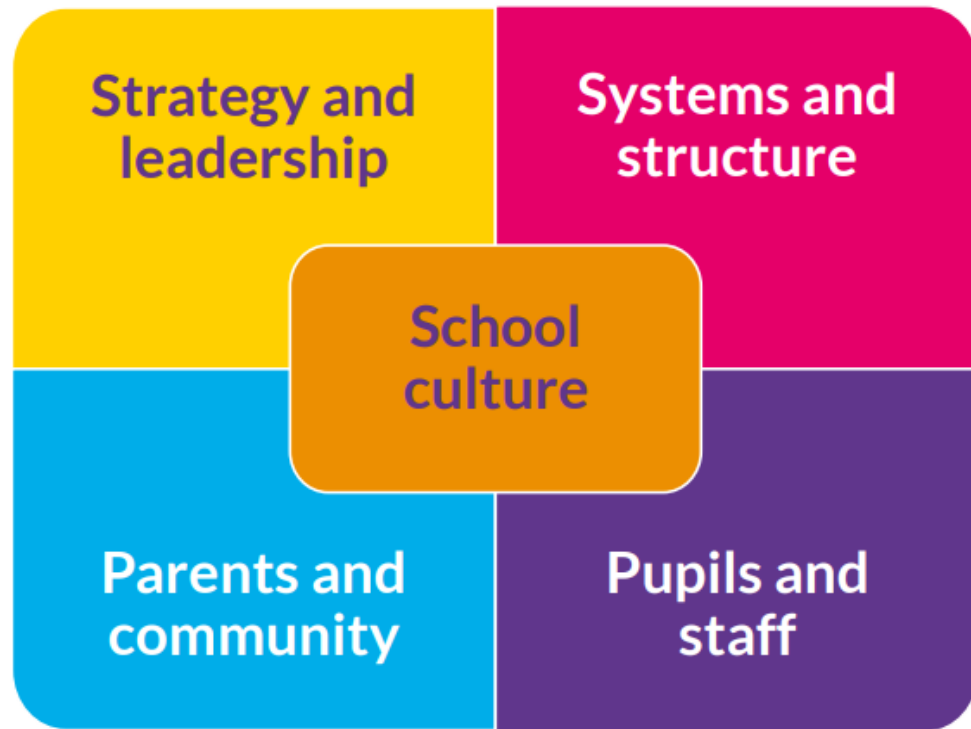 Strategy and
leadership
Systems and
structure
School
culture
Parents and
community
Pupils and
staff